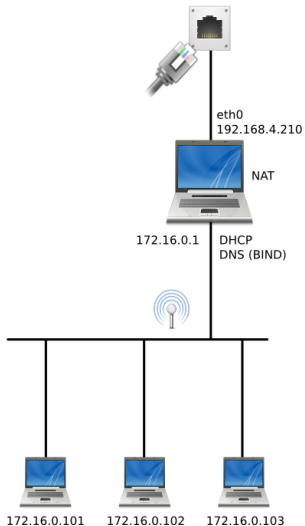 eth0
192.168.4.210
NAT
172.16.0.1
DHCP
DNS (BIND)
172.16.0.101
172.16.0.102
172.16.0.103